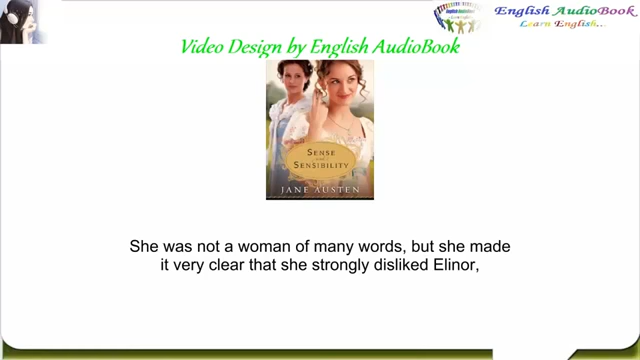 English AudioBook
Learn English...
Video Design by English AudioBook
SENSE
and
SENSIBILITY
JANE AUSTEN
She was not a woman of many words, but she made
it very clear that she strongly disliked Elinor,